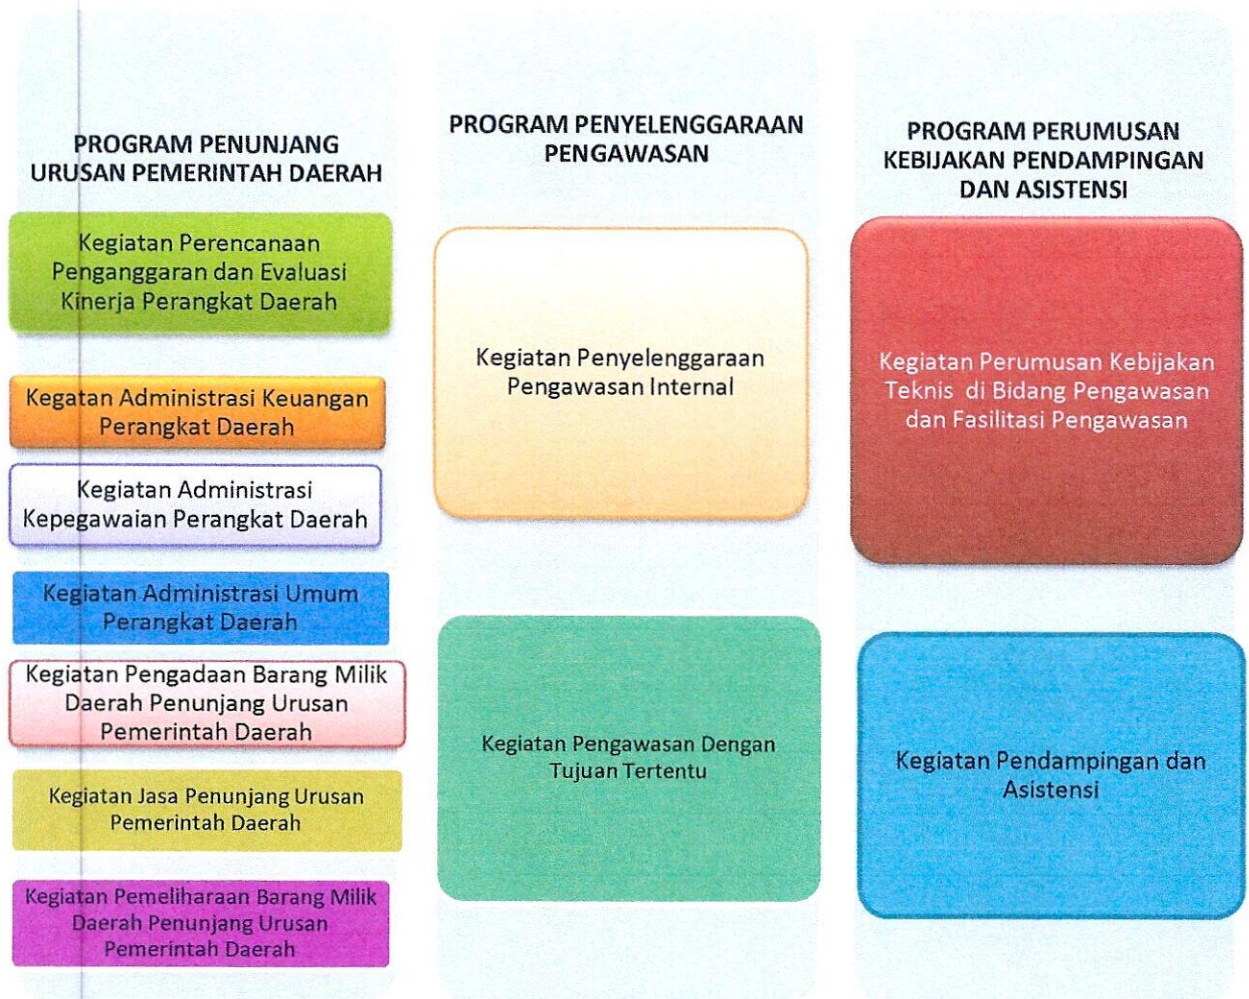 PROGRAM PENUNJANG
URUSAN PEMERINTAH DAERAH
Kegiatan Perencanaan
Penganggaran dan Evaluasi
Kinerja Perangkat Daerah
Kegatan Administrasi Keuangan
Perangkat Daerah
Kegiatan Administrasi
Kepegawaian Perangkat Daerah
Kegiatan Administrasi Umum
Perangkat Daerah
Kegiatan Pengadaan Barang Milik
Daerah Penunjang Urusan
Pemerintah Daerah
Kegiatan Jasa Penunjang Urusan
Pemerintah Daerah
Kegiatan Pemeliharaan Barang Milik
Daerah Penunjang Urusan
Pemerintah Daerah
PROGRAM PENYELENGGARAAN
PENGAWASAN
Kegiatan Penyelenggaraan
Pengawasan Internal
Kegiatan Pengawasan Dengan
Tujuan Tertentu
PROGRAM PERUMUSAN
KEBIJAKAN PENDAMPINGAN
DAN ASISTENSI
Kegiatan Perumusan Kebijakan
Teknis di Bidang Pengawasan
dan Fasilitasi Pengawasan
Kegiatan Pendampingan dan
Asistensi